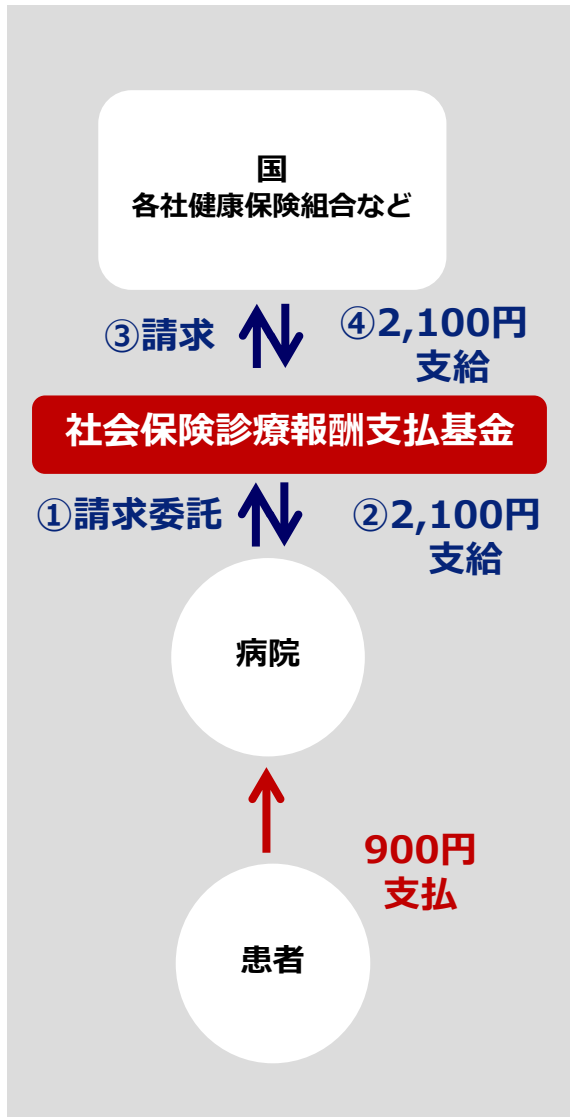 国
各社健康保険組合など
③請求
④2,100円
支給
社会保険診療報酬支払基金
①請求委託
②2,100円
支給
病院
900円
支払
患者